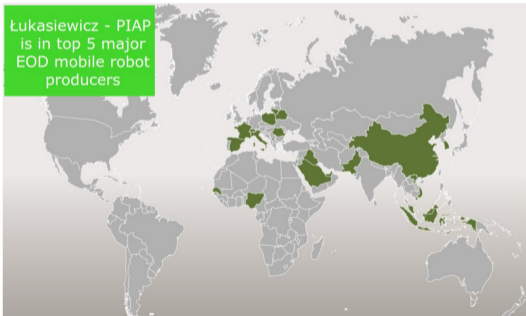 Łukasiewicz - PIAP
is in top 5 major
EOD mobile robot
producers